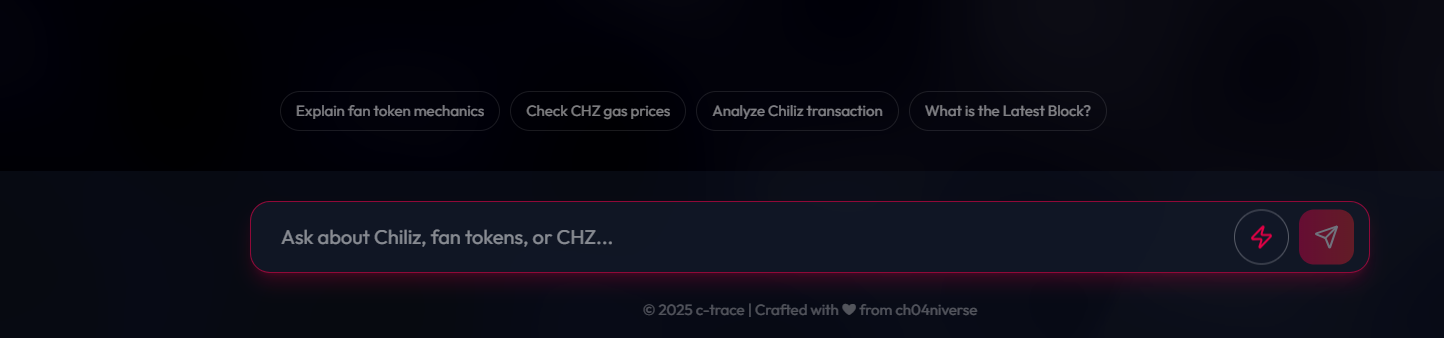 Explain fan token mechanics
Check CHZ gas prices
Analyze Chiliz transaction
What is the Latest Block?
Ask about Chiliz, fan tokens, or CHZ...
© 2025 c-trace | Crafted with ♥ from ch04niverse